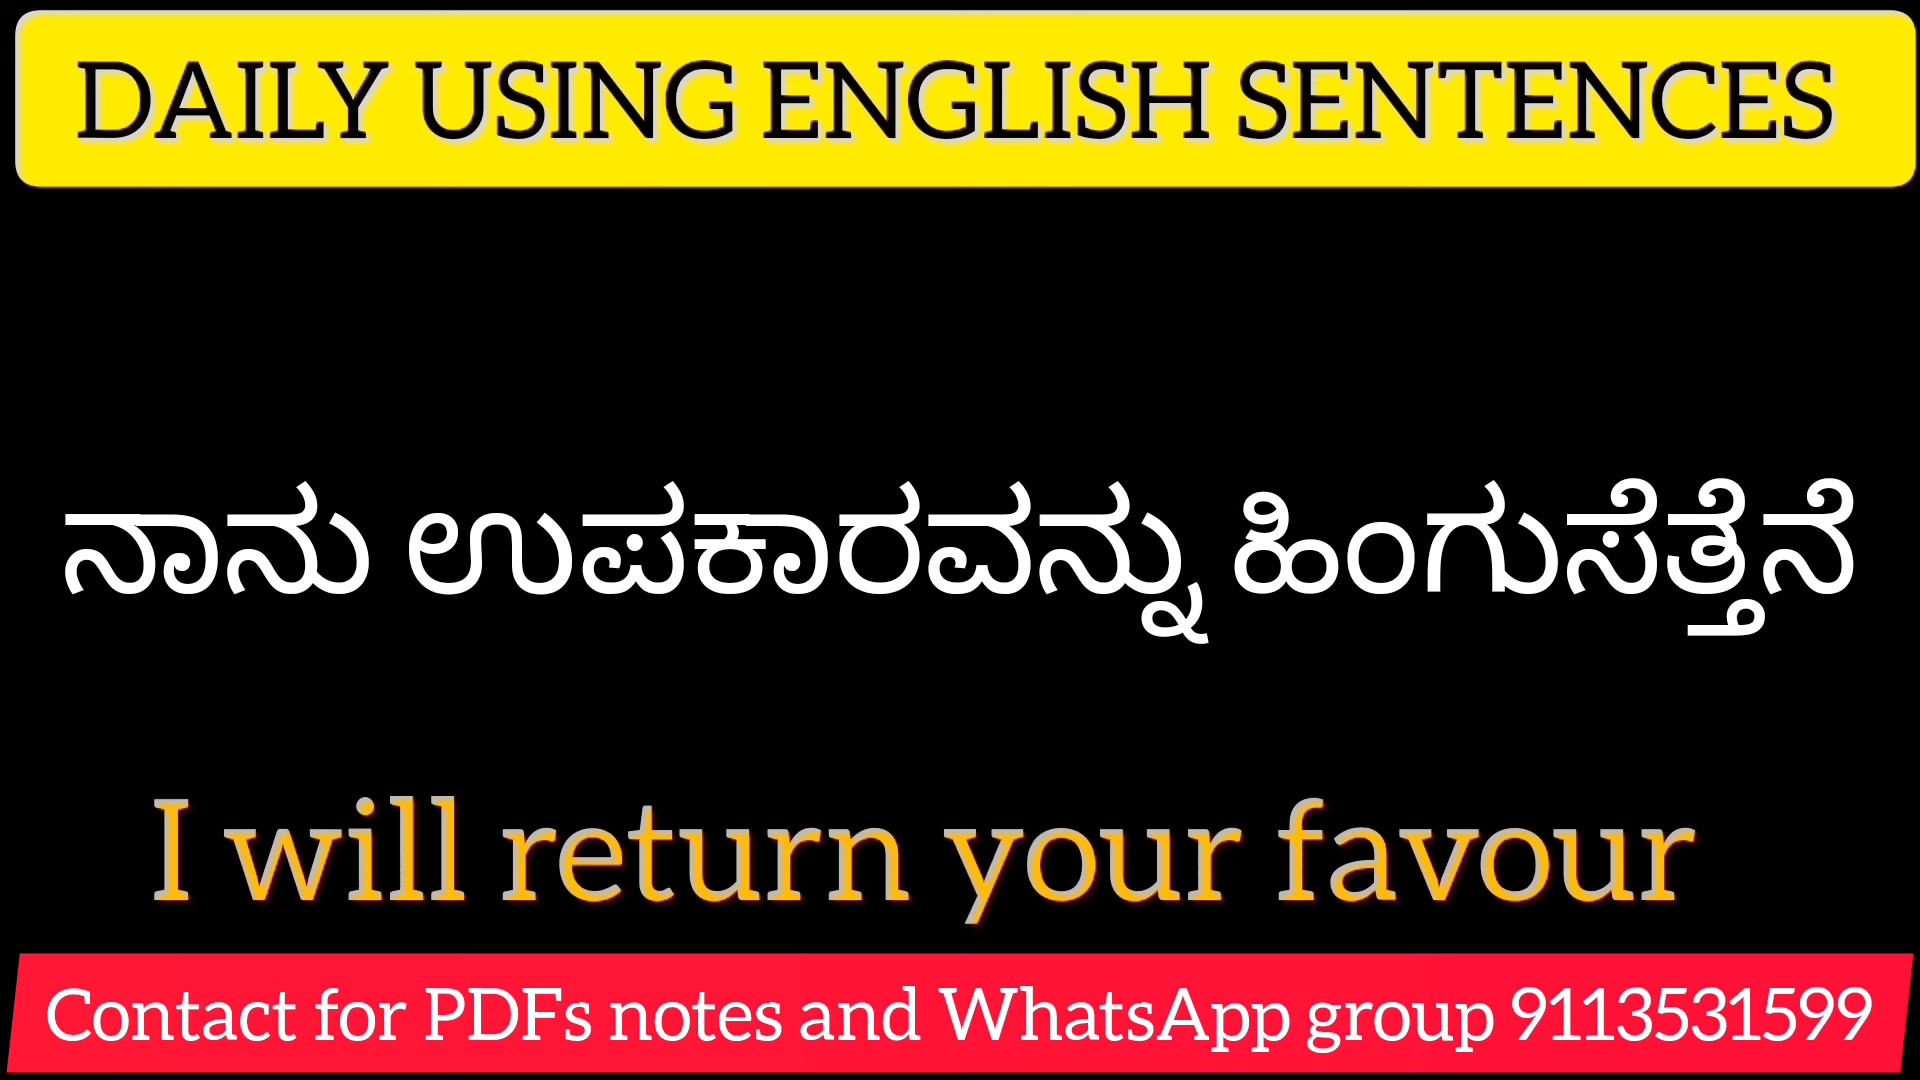 DAILY USING ENGLISH SENTENCES
ನಾನು ಉಪಕಾರವನ್ನು ಹಿಂಗುಸೆತ್ತೆನೆ
I will return your favour
Contact for PDFs notes and WhatsApp group 9113531599